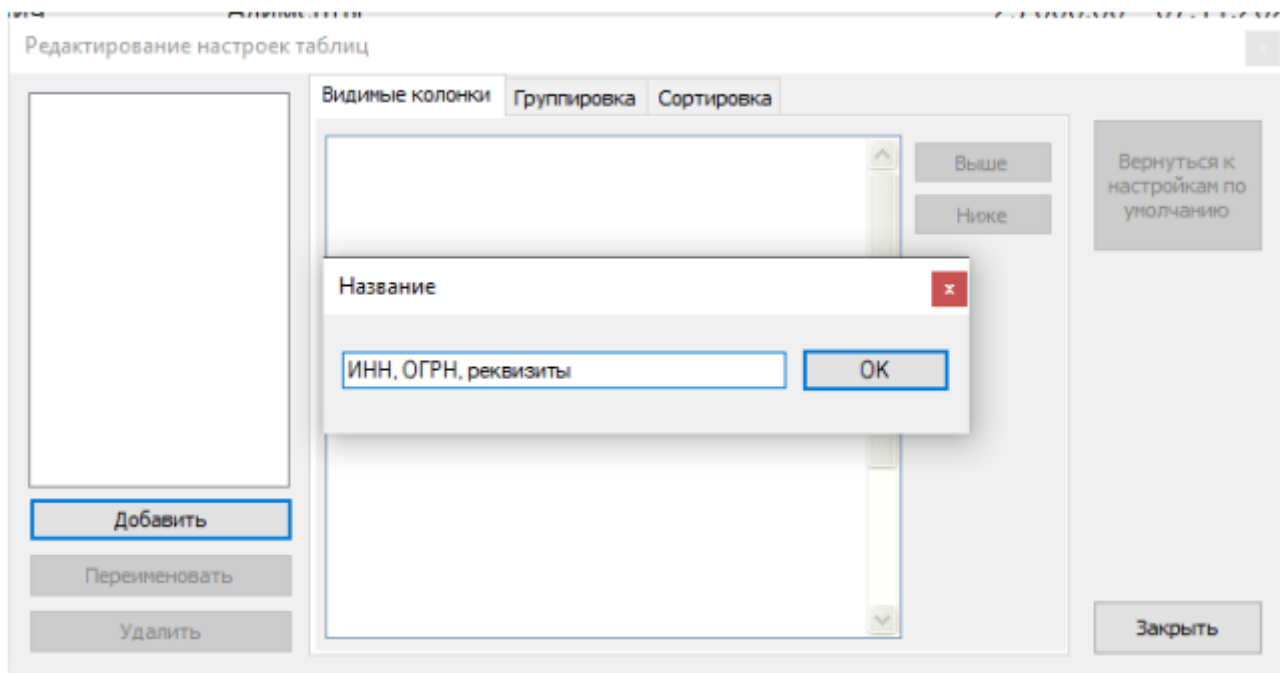 Редактирование настроек таблиц
x
Видимые колонки Группировка Сортировка
Выше
Ниже
Вернуться к
настройкам по
умолчанию
Название
x
ИНН, ОГРН, реквизиты
OK
Добавить
Переименовать
Удалить
Закрыть